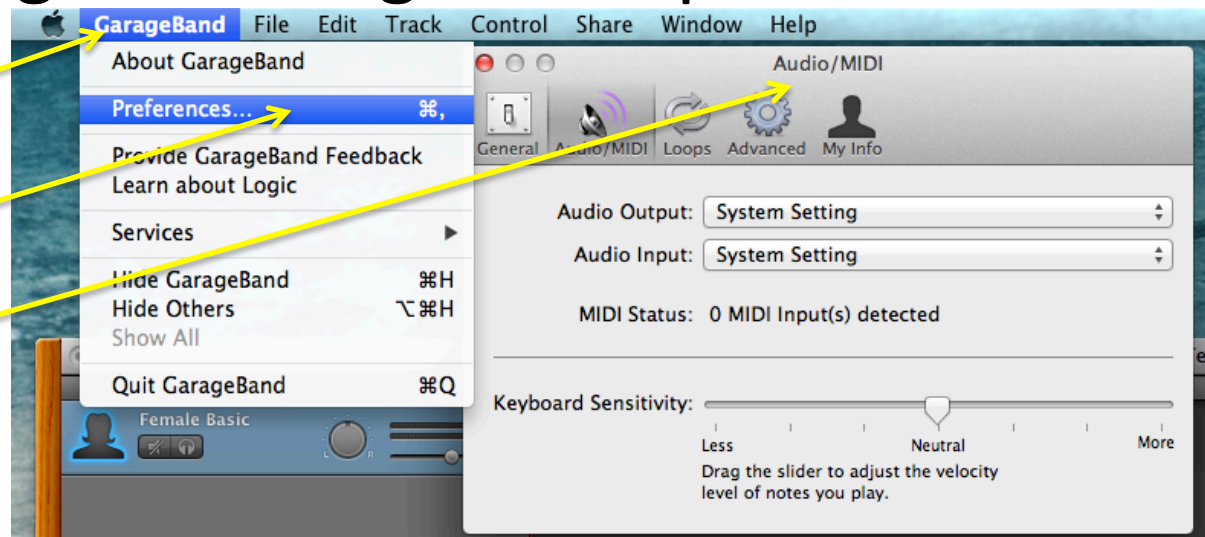 GarageBand File Edit Track Control Share Window Help
About GarageBand
Preferences... ⌘,
Provide GarageBand Feedback
Learn about Logic
Services ▶
Hide GarageBand ⌘H
Hide Others ⌥⌘H
Show All
Quit GarageBand ⌘Q
Female Basic
L R
Audio/MIDI
General Audio/MIDI Loops Advanced My Info
Audio Output: System Setting
Audio Input: System Setting
MIDI Status: 0 MIDI Input(s) detected
Keyboard Sensitivity:
Less Neutral More
Drag the slider to adjust the velocity
level of notes you play.